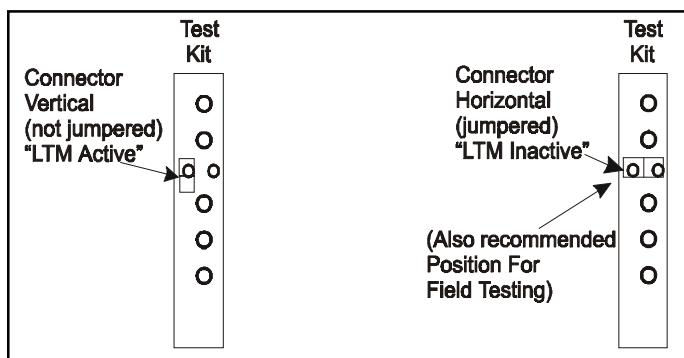 Test
Kit
Connector
Vertical
(not jumpered)
“LTM Active”
Test
Kit
Connector
Horizontal
(jumpered)
“LTM Inactive”
(Also recommended
Position For
Field Testing)